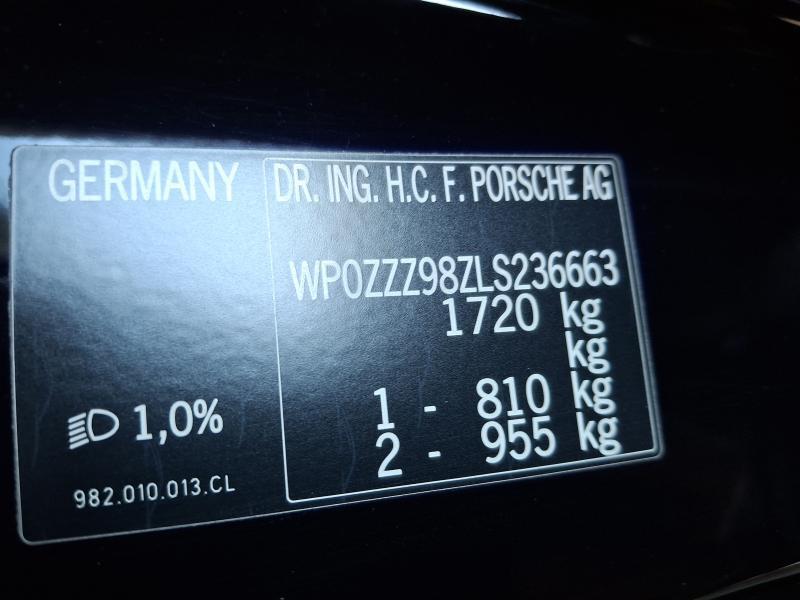 GERMANY
DR. ING. H.C. F. PORSCHE AG
WP0ZZZ98ZLS236663
1720 kg
kg
1 - 810 kg
2 - 955 kg
1,0%
982.010.013.CL